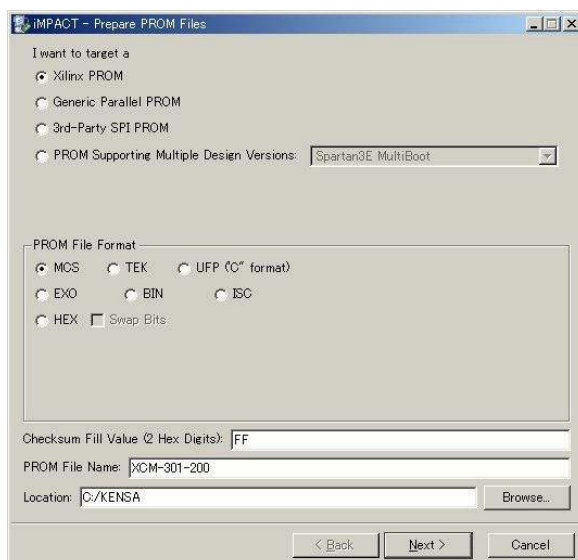 iMPACT - Prepare PROM Files
I want to target a
Xilinx PROM
Generic Parallel PROM
3rd-Party SPI PROM
PROM Supporting Multiple Design Versions: Spartan3E MultiBoot
PROM File Format
MCS TEK UFP ("C" format)
EXO BIN ISC
HEX Swap Bits
Checksum Fill Value (2 Hex Digits): FF
PROM File Name: XCM-301-200
Location: C:/KENSA Browse...
< Back Next > Cancel